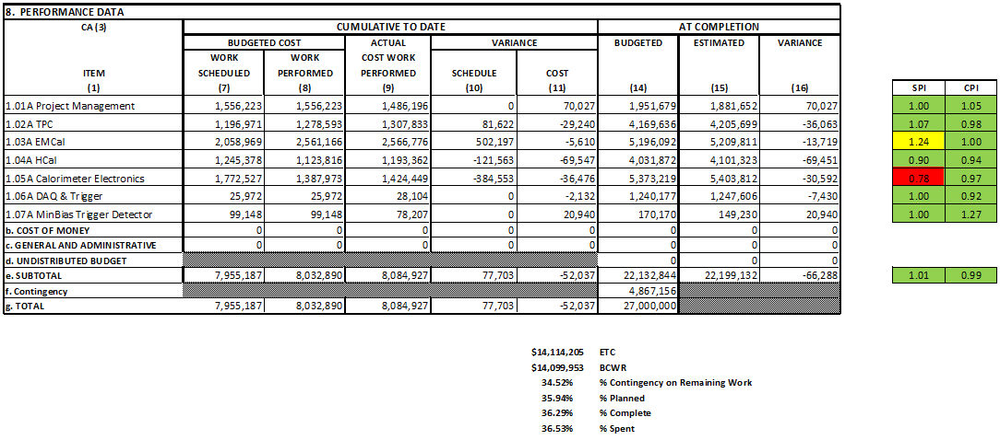 8. PERFORMANCE DATA
CA (3) CUMULATIVE TO DATE AT COMPLETION
BUDGETED COST ACTUAL VARIANCE BUDGETED ESTIMATED VARIANCE
WORK WORK COST WORK
ITEM SCHEDULED PERFORMED PERFORMED SCHEDULE COST
(1) (7) (8) (9) (10) (11) (14) (15) (16) SPI CPI
1.01A Project Management 1,556,223 1,556,223 1,486,196 0 70,027 1,951,679 1,881,652 70,027 1.00 1.05
1.02A TPC 1,196,971 1,278,593 1,307,833 81,622 -29,240 4,169,636 4,205,699 -36,063 1.07 0.98
1.03A EMCal 2,058,969 2,561,166 2,566,776 502,197 -5,610 5,196,092 5,209,811 -13,719 1.24 1.00
1.04A HCal 1,245,378 1,123,816 1,193,362 -121,563 -69,547 4,031,872 4,101,323 -69,451 0.90 0.94
1.05A Calorimeter Electronics 1,772,527 1,387,973 1,424,449 -384,553 -36,476 5,373,219 5,403,812 -30,592 0.78 0.97
1.06A DAQ & Trigger 25,972 25,972 28,104 0 -2,132 1,240,177 1,247,606 -7,430 1.00 0.92
1.07A MinBias Trigger Detector 99,148 99,148 78,207 0 20,940 170,170 149,230 20,940 1.00 1.27
b. COST OF MONEY 0 0 0 0 0 0 0 0
c. GENERAL AND ADMINISTRATIVE 0 0 0 0 0 0 0 0
d. UNDISTRIBUTED BUDGET 0 0 0
e. SUBTOTAL 7,955,187 8,032,890 8,084,927 77,703 -52,037 22,132,844 22,199,132 -66,288 1.01 0.99
f. Contingency 4,867,156
g. TOTAL 7,955,187 8,032,890 8,084,927 77,703 -52,037 27,000,000
$14,114,205 ETC
$14,099,953 BCWR
34.52% % Contingency on Remaining Work
35.94% % Planned
36.29% % Complete
36.53% % Spent